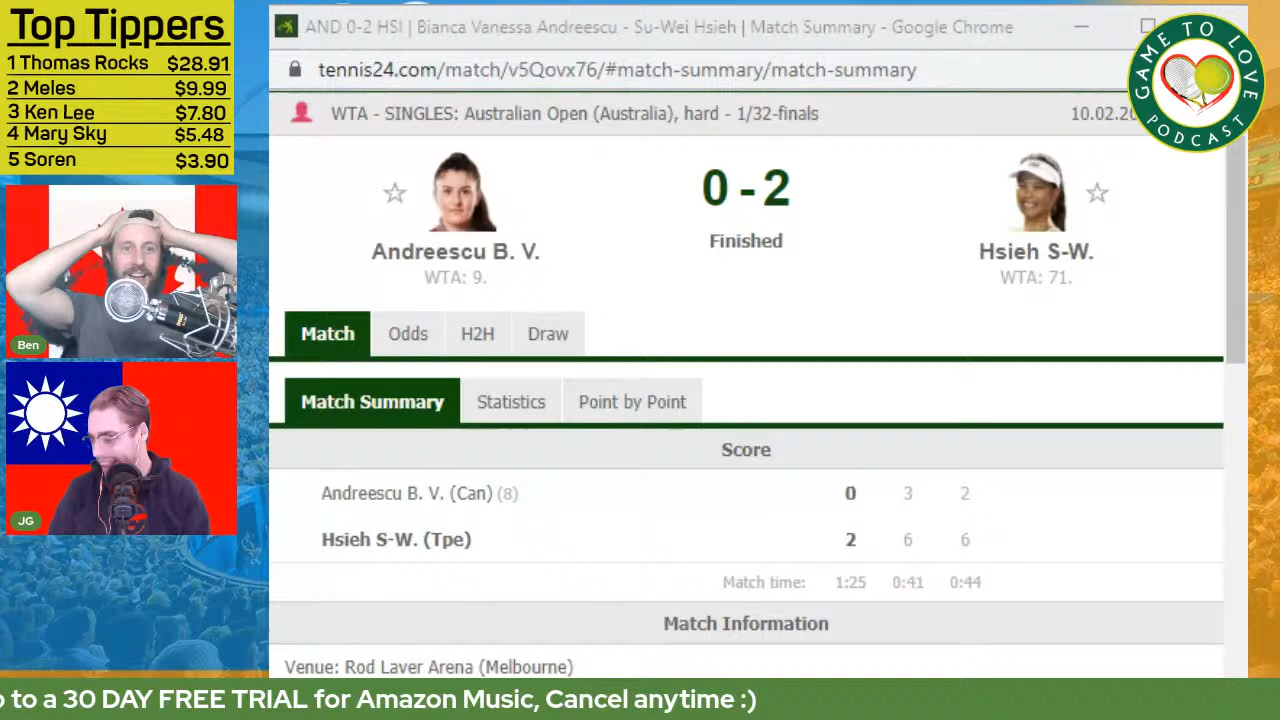 Top Tippers
1 Thomas Rocks $28.91
2 Meles $9.99
3 Ken Lee $7.80
4 Mary Sky $5.48
5 Soren $3.90
Ben
JG
AND 0-2 HSI | Bianca Vanessa Andreescu - Su-Wei Hsieh | Match Summary - Google Chrome
tennis24.com/match/v5Qovx76/#match-summary/match-summary
GAME TO LOVE
PODCAST
WTA - SINGLES: Australian Open (Australia), hard - 1/32-finals 10.02.20
0 - 2
Finished
Andreescu B. V.
WTA: 9.
Hsieh S-W.
WTA: 71.
Match Odds H2H Draw
Match Summary Statistics Point by Point
Score
Andreescu B. V. (Can) (8) 0 3 2
Hsieh S-W. (Tpe) 2 6 6
Match time: 1:25 0:41 0:44
Match Information
Venue: Rod Laver Arena (Melbourne)
to a 30 DAY FREE TRIAL for Amazon Music, Cancel anytime :)